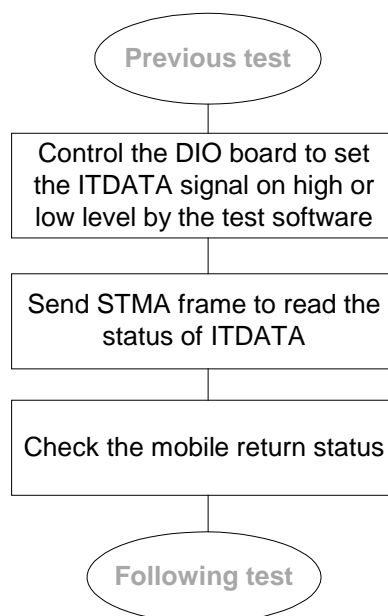 Previous test
Control the DIO board to set
the ITDATA signal on high or
low level by the test software
Send STMA frame to read the
status of ITDATA
Check the mobile return status
Following test